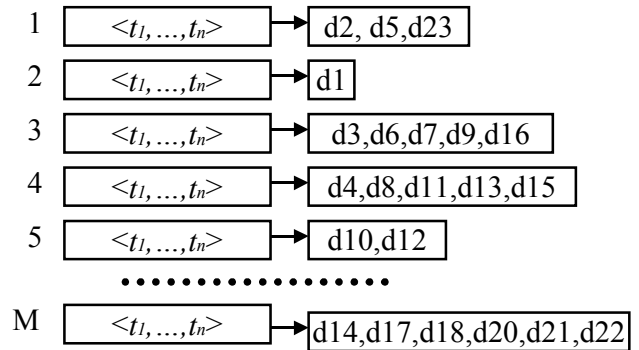 1 <t1,...,tn> d2, d5,d23
2 <t1,...,tn> d1
3 <t1,...,tn> d3,d6,d7,d9,d16
4 <t1,...,tn> d4,d8,d11,d13,d15
5 <t1,...,tn> d10,d12
M <t1,...,tn> d14,d17,d18,d20,d21,d22